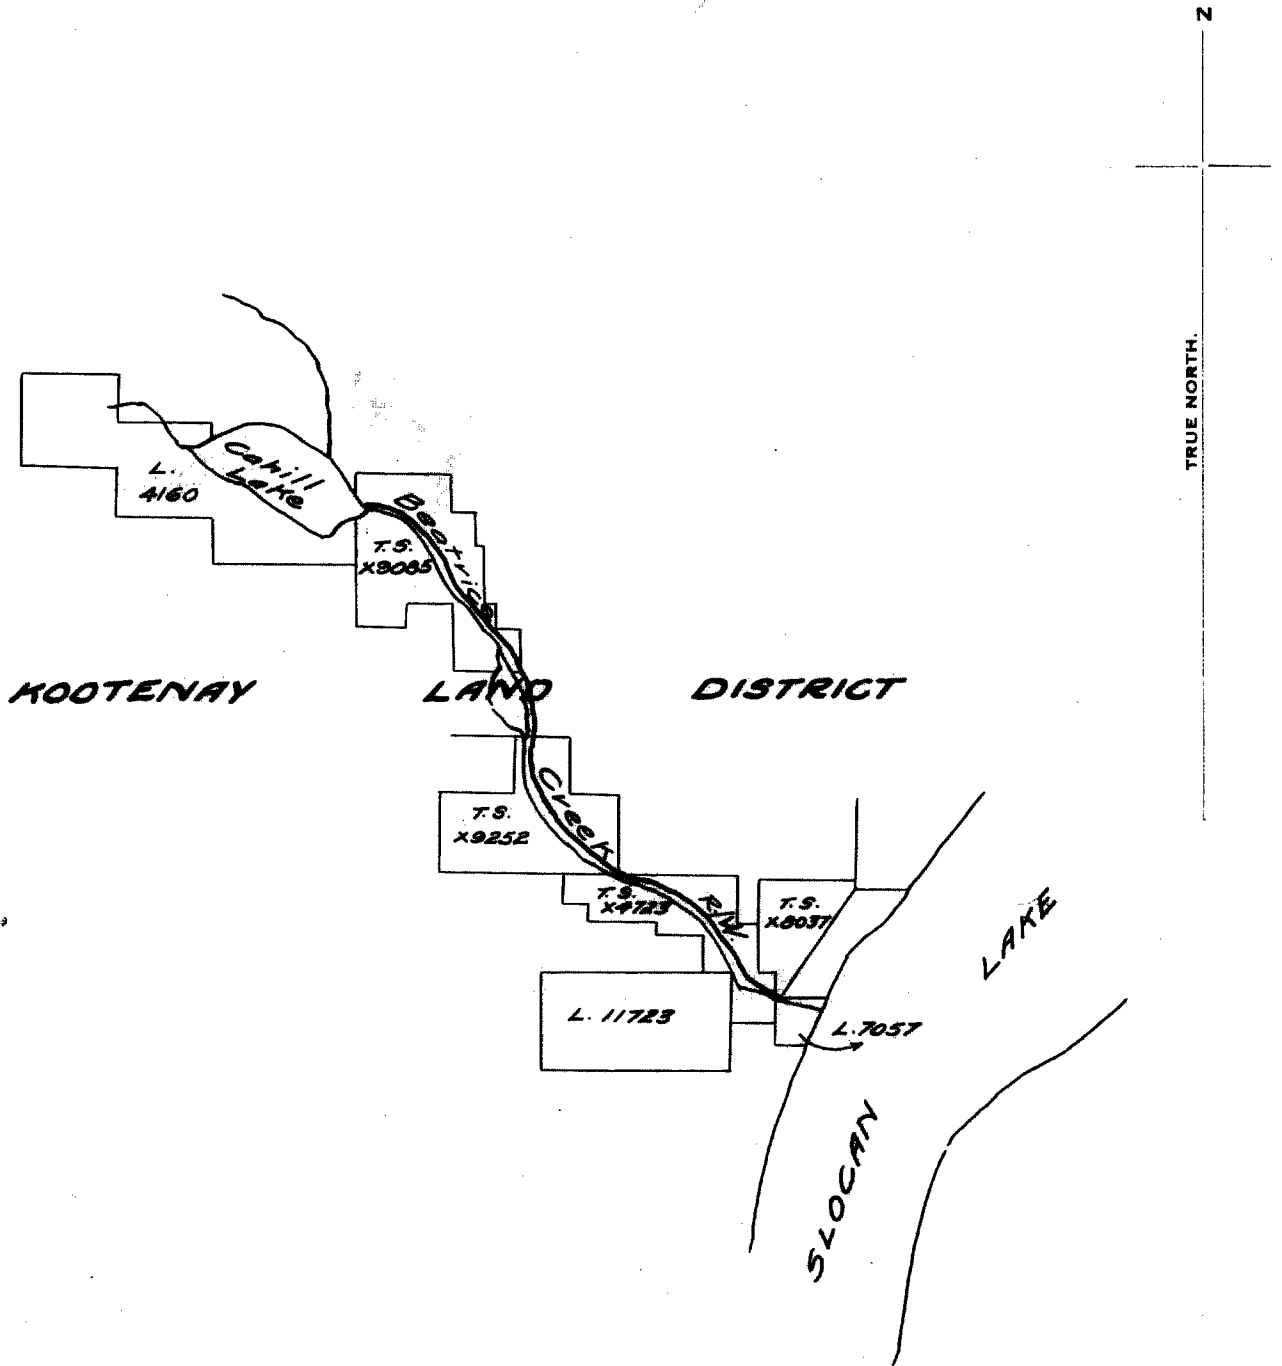 N
TRUE NORTH.
Cahill
Lake
L.
4160
Beatrice
T.S.
X9085
KOOTENAY LAND DISTRICT
Creek
T.S.
X9252
T.S.
X4723
R/W.
T.S.
X8037
LAKE
L. 11723
L.7057
SLOCAN